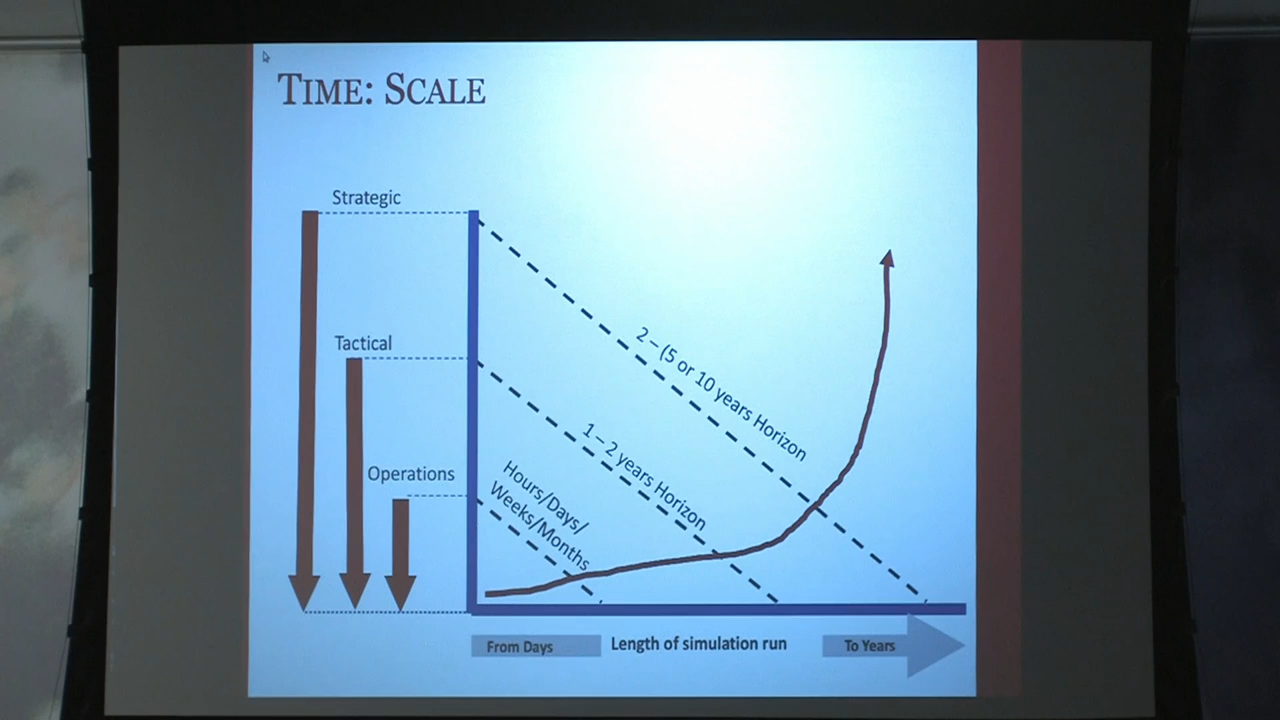 TIME: SCALE
Strategic
Tactical
Operations
2 – (5 or 10 years Horizon
1 – 2 years Horizon
Hours/Days/
Weeks/Months
From Days
Length of simulation run
To Years